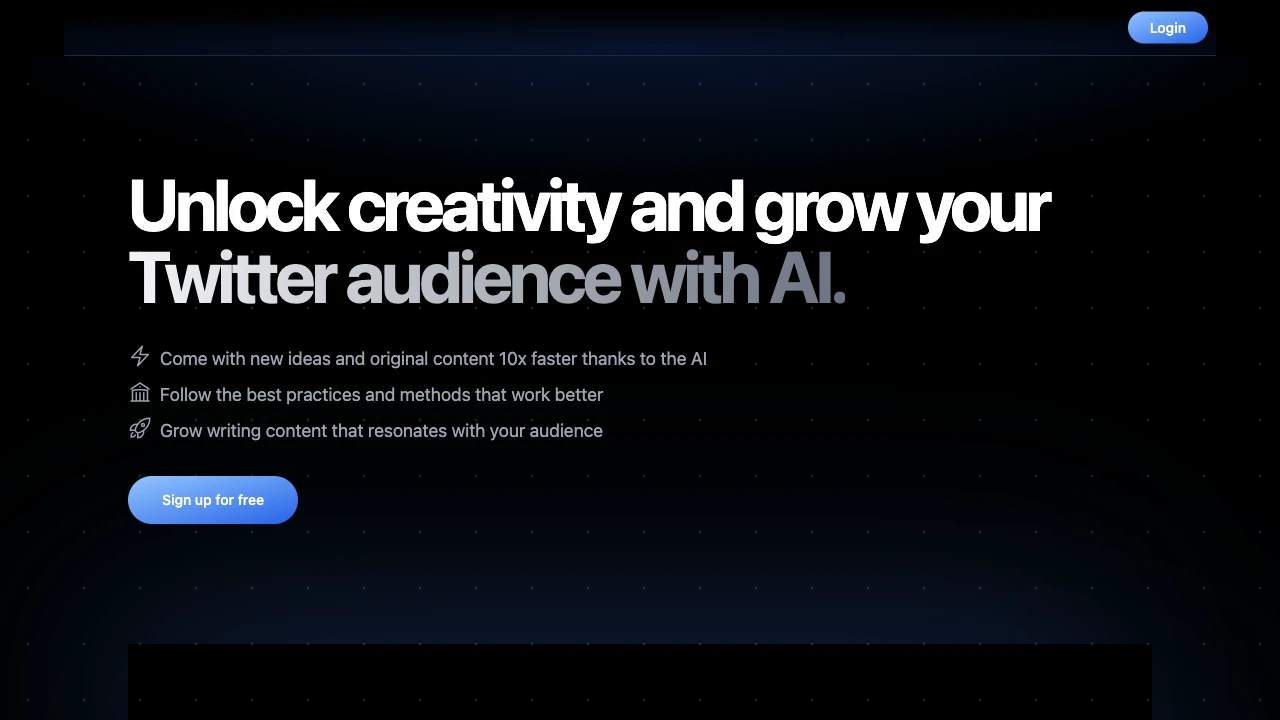 Login
Unlock creativity and grow your
Twitter audience with AI.
Come with new ideas and original content 10x faster thanks to the AI
Follow the best practices and methods that work better
Grow writing content that resonates with your audience
Sign up for free